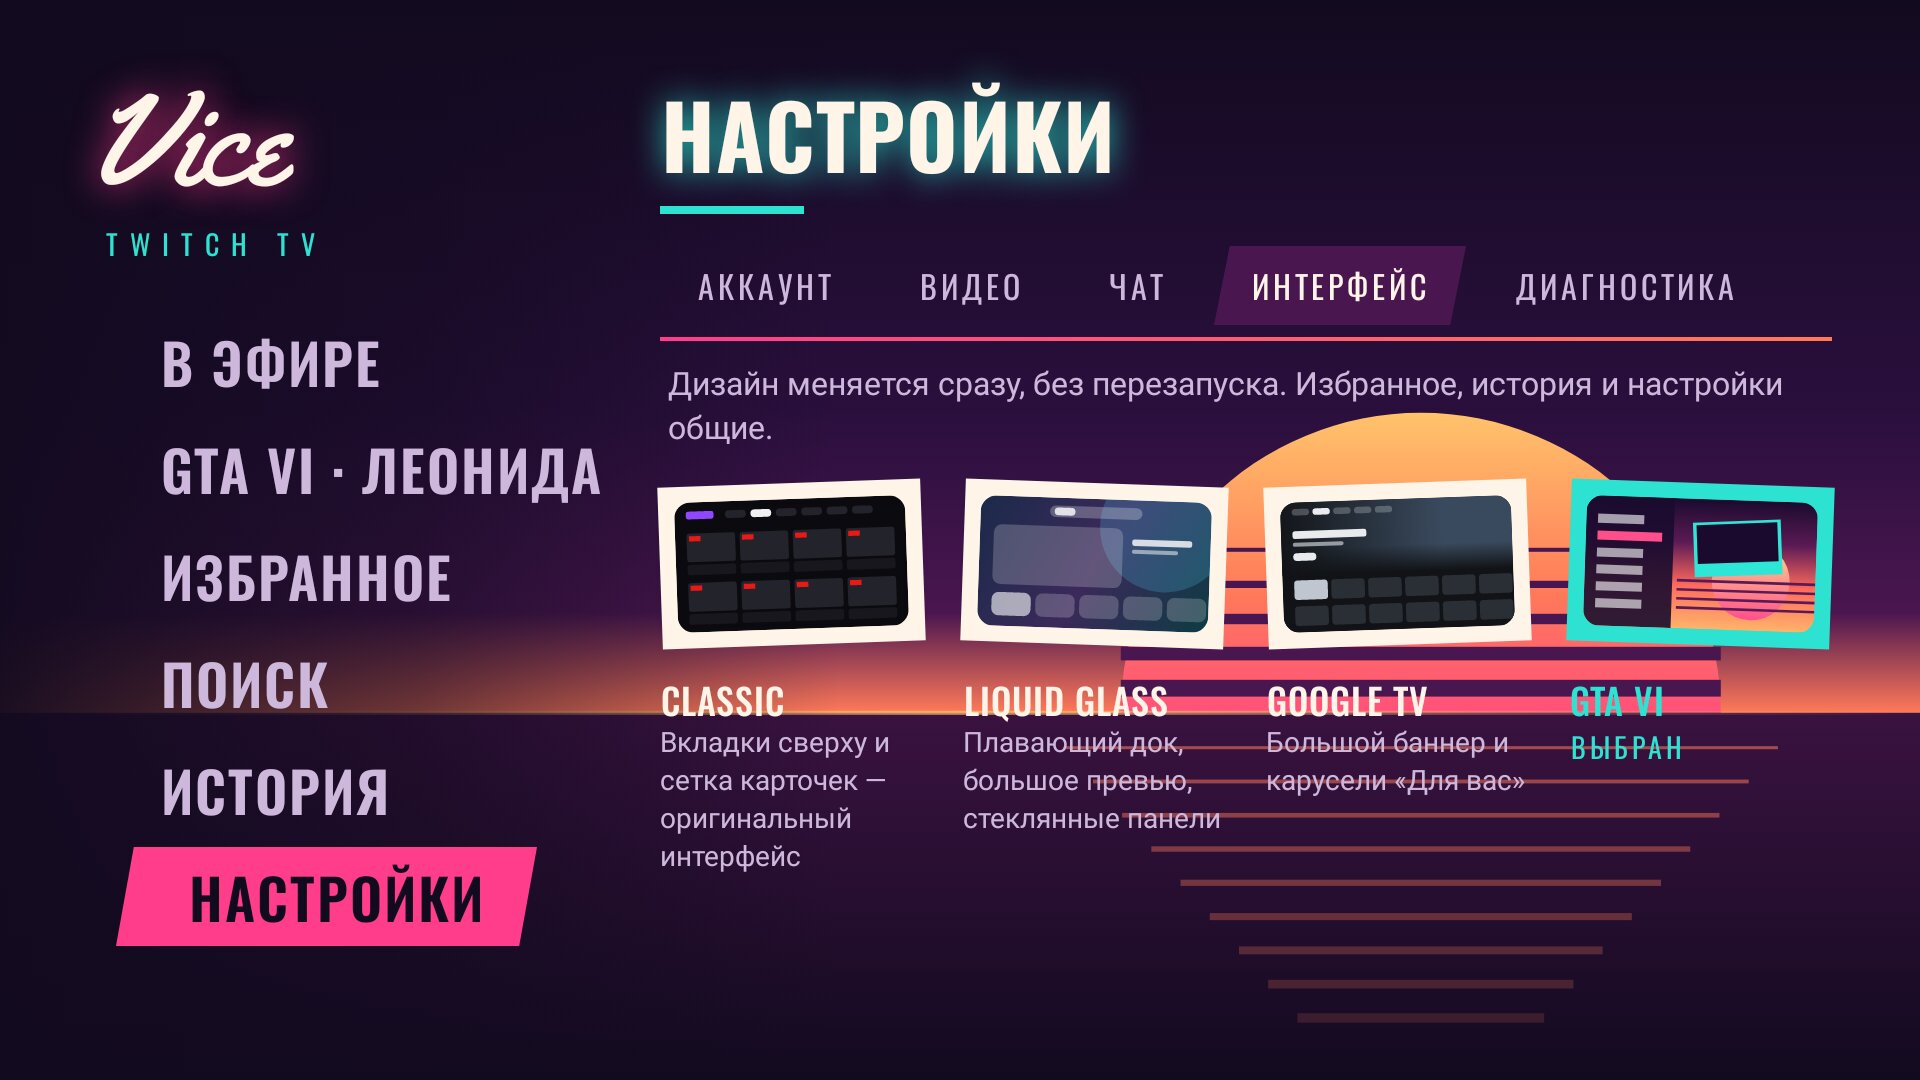 Vice
TWITCH TV
В ЭФИРЕ
GTA VI · ЛЕОНИДА
ИЗБРАННОЕ
ПОИСК
ИСТОРИЯ
НАСТРОЙКИ
НАСТРОЙКИ
АККАУНТ ВИДЕО ЧАТ ИНТЕРФЕЙС ДИАГНОСТИКА
Дизайн меняется сразу, без перезапуска. Избранное, история и настройки
общие.
CLASSIC
Вкладки сверху и
сетка карточек —
оригинальный
интерфейс
LIQUID GLASS
Плавающий док,
большое превью,
стеклянные панели
GOOGLE TV
Большой баннер и
карусели «Для вас»
GTA VI
ВЫБРАН